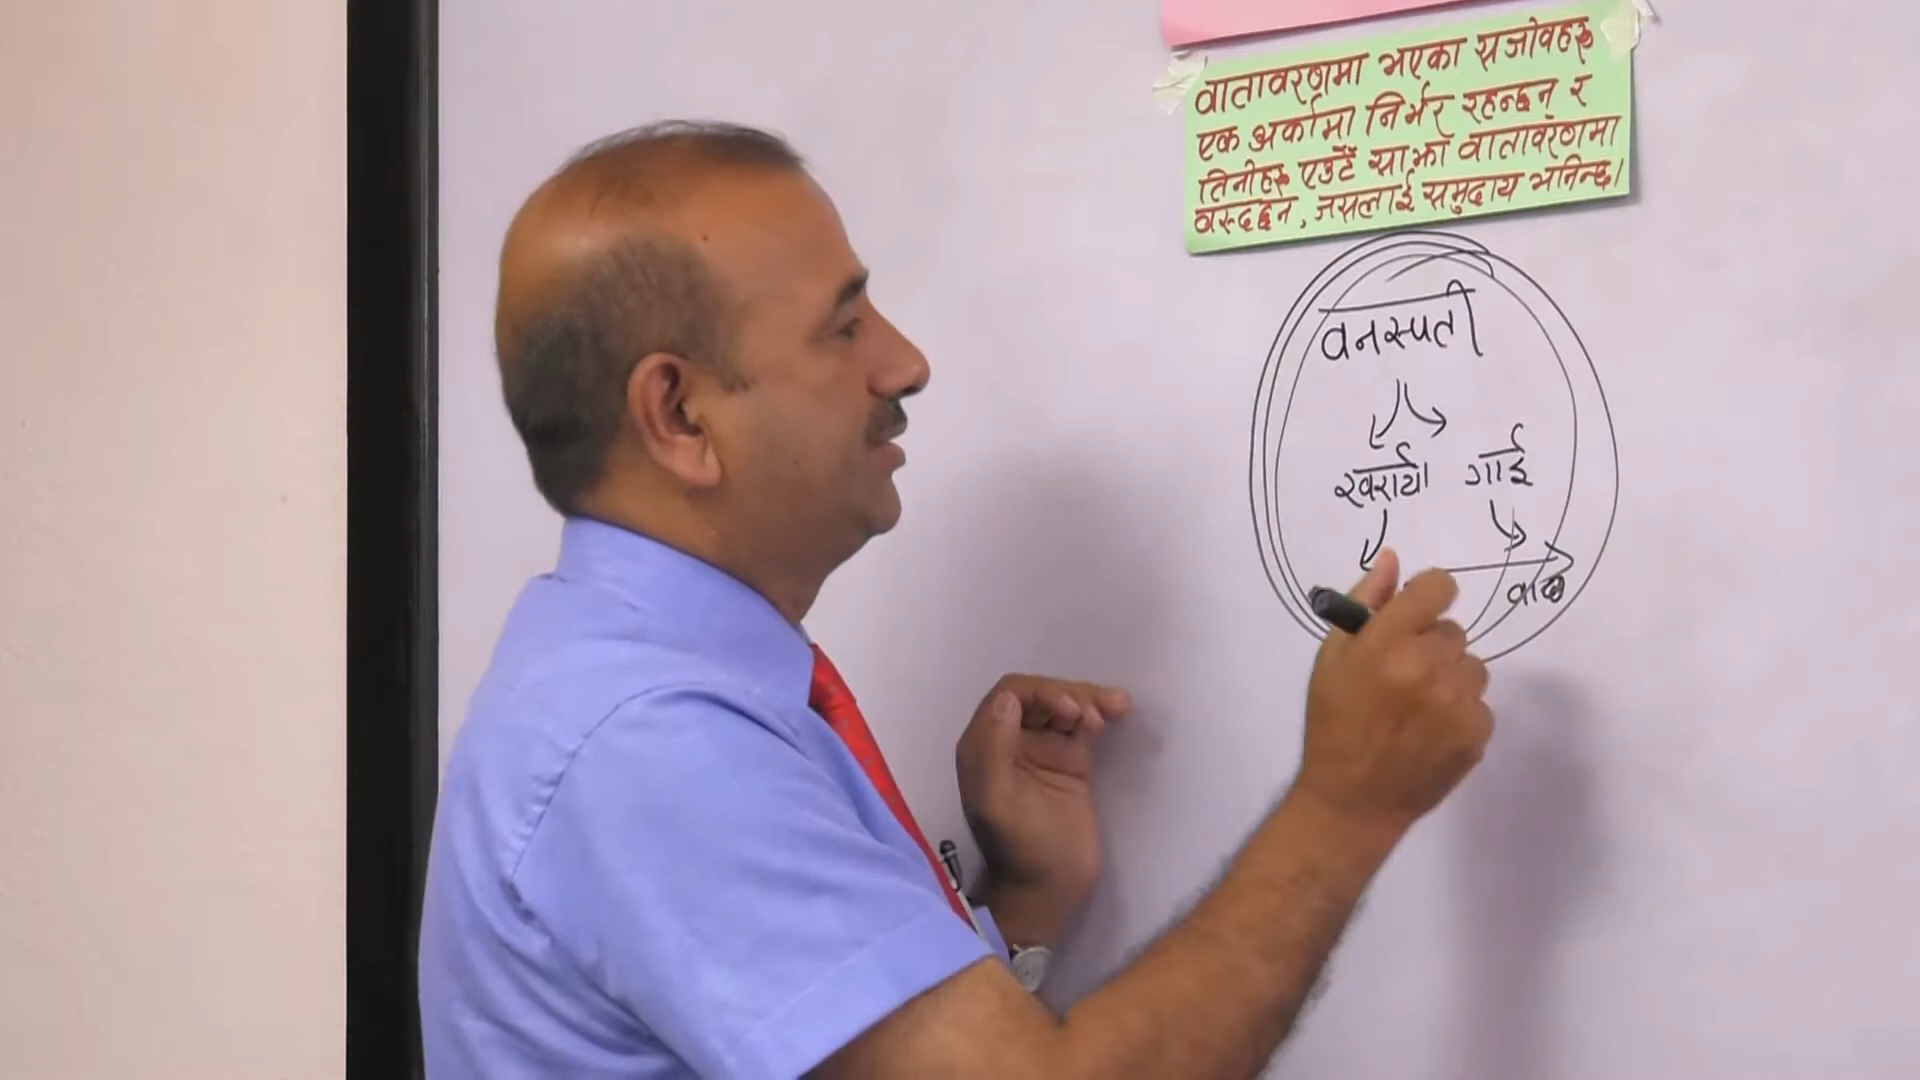 वातावरणमा भएका सजीवहरू
एक अर्कामा निर्भर रहन्छन् र
तिनीहरू एउटै साझा वातावरणमा
बस्दछन, जसलाई समुदाय भनिन्छ।
वनस्पती
खरायो गाई
बाघ